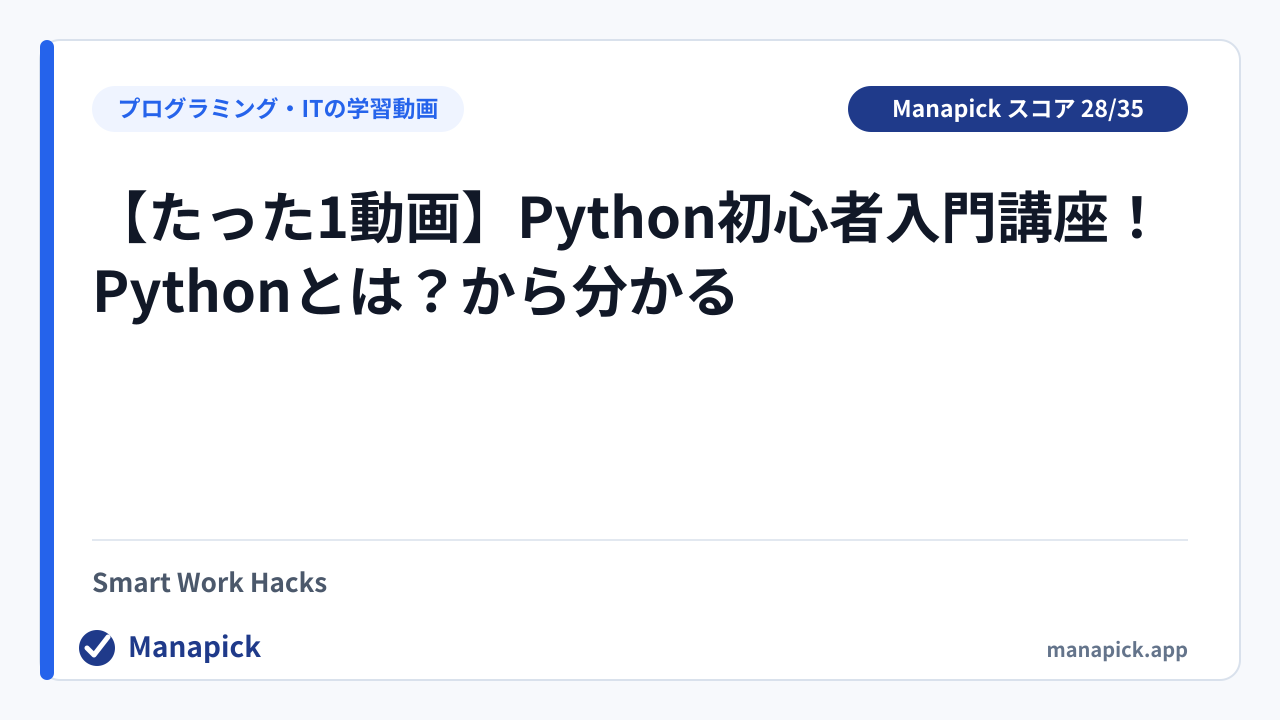 プログラミング・ITの学習動画
Manapick スコア 28/35
【たった1動画】Python初心者入門講座！
Pythonとは？から分かる
Smart Work Hacks
Manapick
manapick.app